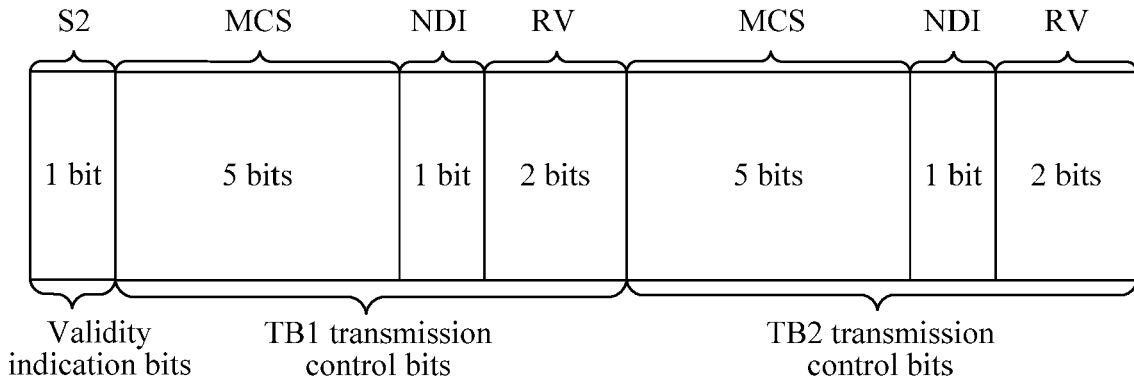 S2 MCS NDI RV MCS NDI RV
1 bit 5 bits 1 bit 2 bits 5 bits 1 bit 2 bits
Validity
indication bits
TB1 transmission
control bits
TB2 transmission
control bits